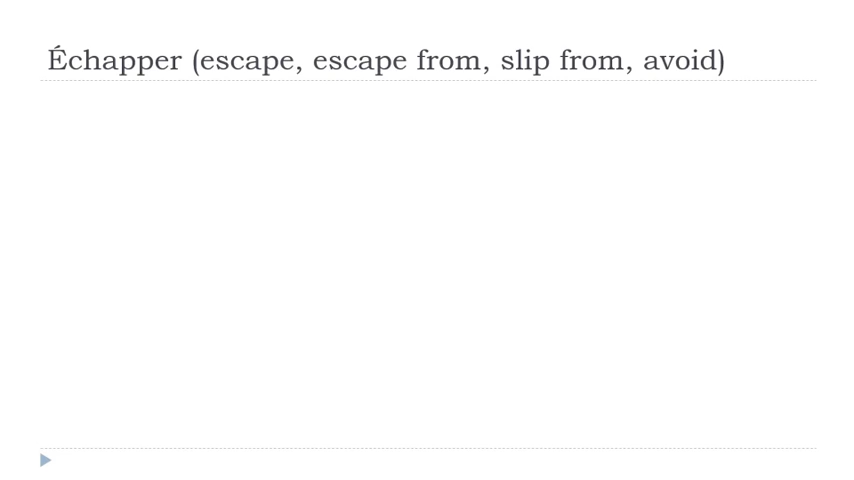 Échapper (escape, escape from, slip from, avoid)